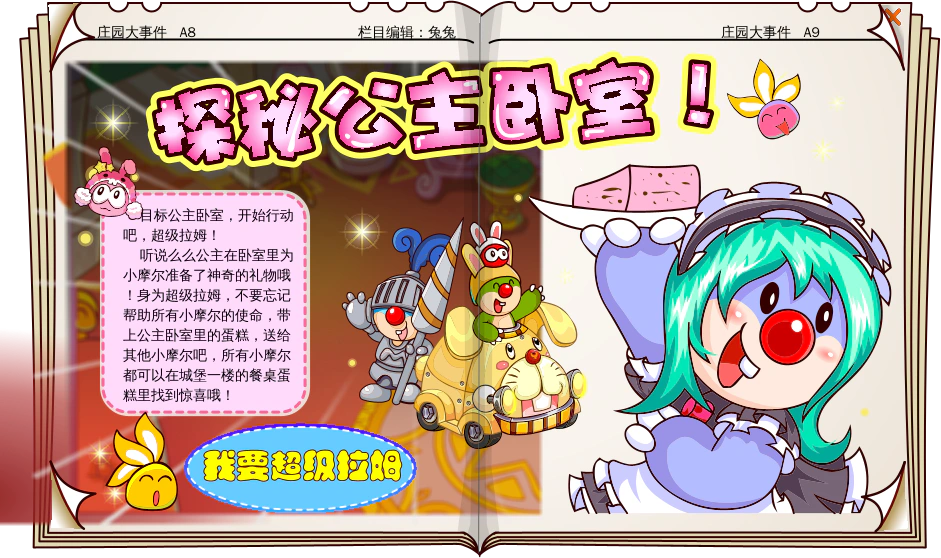 庄园大事件 A8
栏目编辑：兔兔
庄园大事件 A9
探秘公主卧室！
目标公主卧室，开始行动
吧，超级拉姆！
听说么么公主在卧室里为
小摩尔准备了神奇的礼物哦
！身为超级拉姆，不要忘记
帮助所有小摩尔的使命，带
上公主卧室里的蛋糕，送给
其他小摩尔吧，所有小摩尔
都可以在城堡一楼的餐桌蛋
糕里找到惊喜哦！
我要超级拉姆